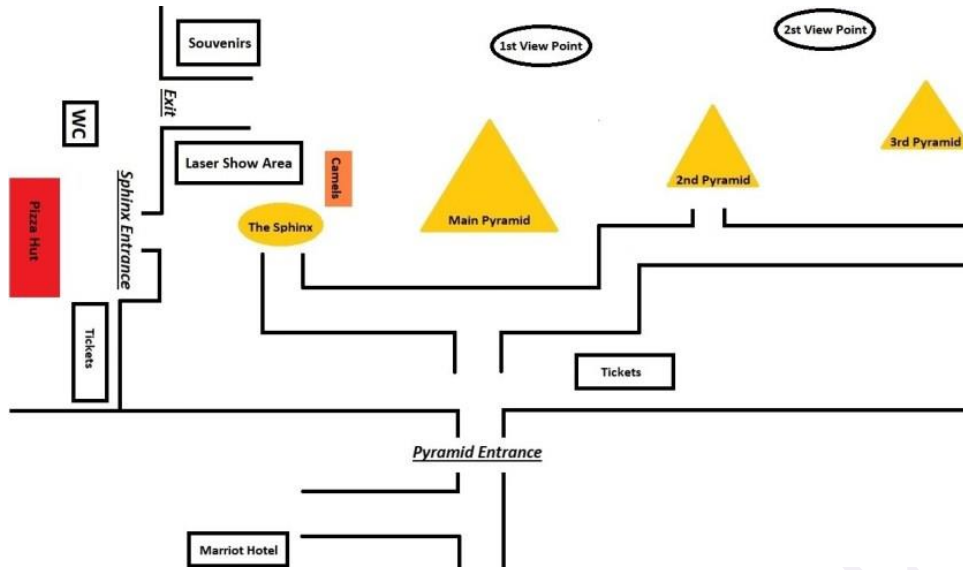 Souvenirs
1st View Point
2st View Point
Exit
WC
Laser Show Area
Camels
3rd Pyramid
2nd Pyramid
Main Pyramid
The Sphinx
Sphinx Entrance
Pizza Hut
Tickets
Tickets
Pyramid Entrance
Marriot Hotel